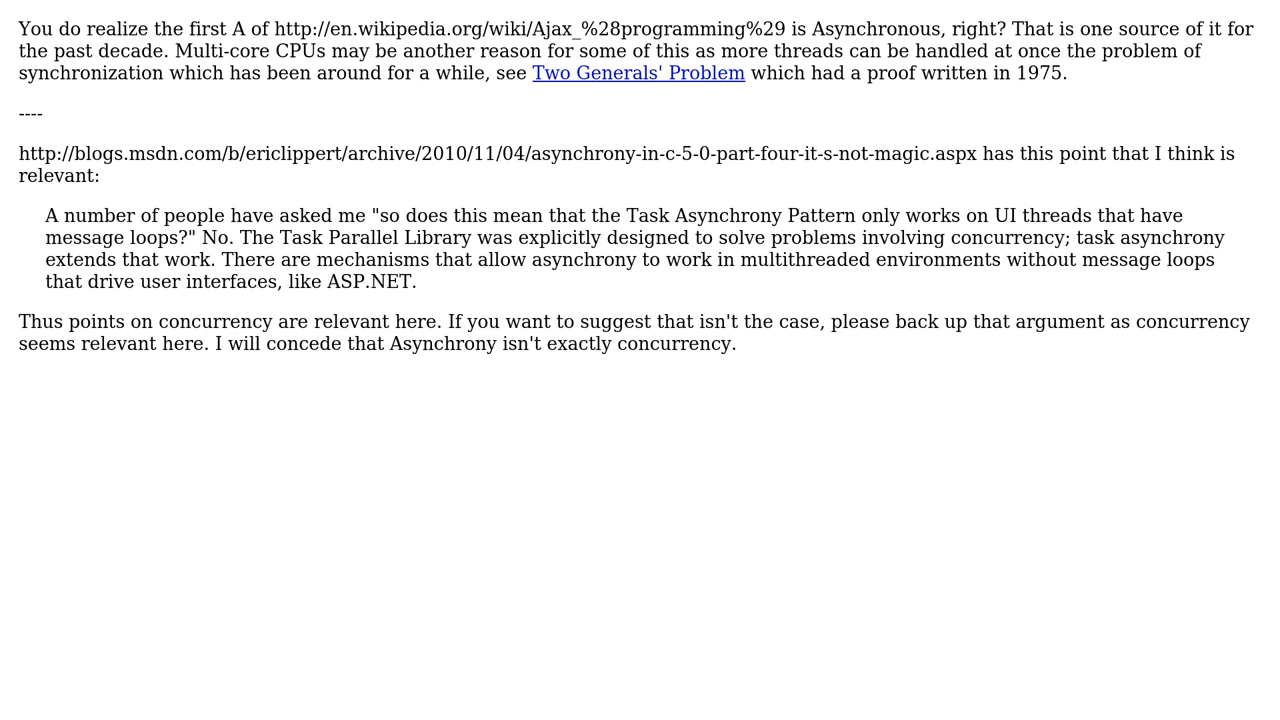 You do realize the first A of http://en.wikipedia.org/wiki/Ajax_%28programming%29 is Asynchronous, right? That is one source of it for
the past decade. Multi-core CPUs may be another reason for some of this as more threads can be handled at once the problem of
synchronization which has been around for a while, see Two Generals' Problem which had a proof written in 1975.
----
http://blogs.msdn.com/b/ericlippert/archive/2010/11/04/asynchrony-in-c-5-0-part-four-it-s-not-magic.aspx has this point that I think is
relevant:
A number of people have asked me "so does this mean that the Task Asynchrony Pattern only works on UI threads that have
message loops?" No. The Task Parallel Library was explicitly designed to solve problems involving concurrency; task asynchrony
extends that work. There are mechanisms that allow asynchrony to work in multithreaded environments without message loops
that drive user interfaces, like ASP.NET.
Thus points on concurrency are relevant here. If you want to suggest that isn't the case, please back up that argument as concurrency
seems relevant here. I will concede that Asynchrony isn't exactly concurrency.